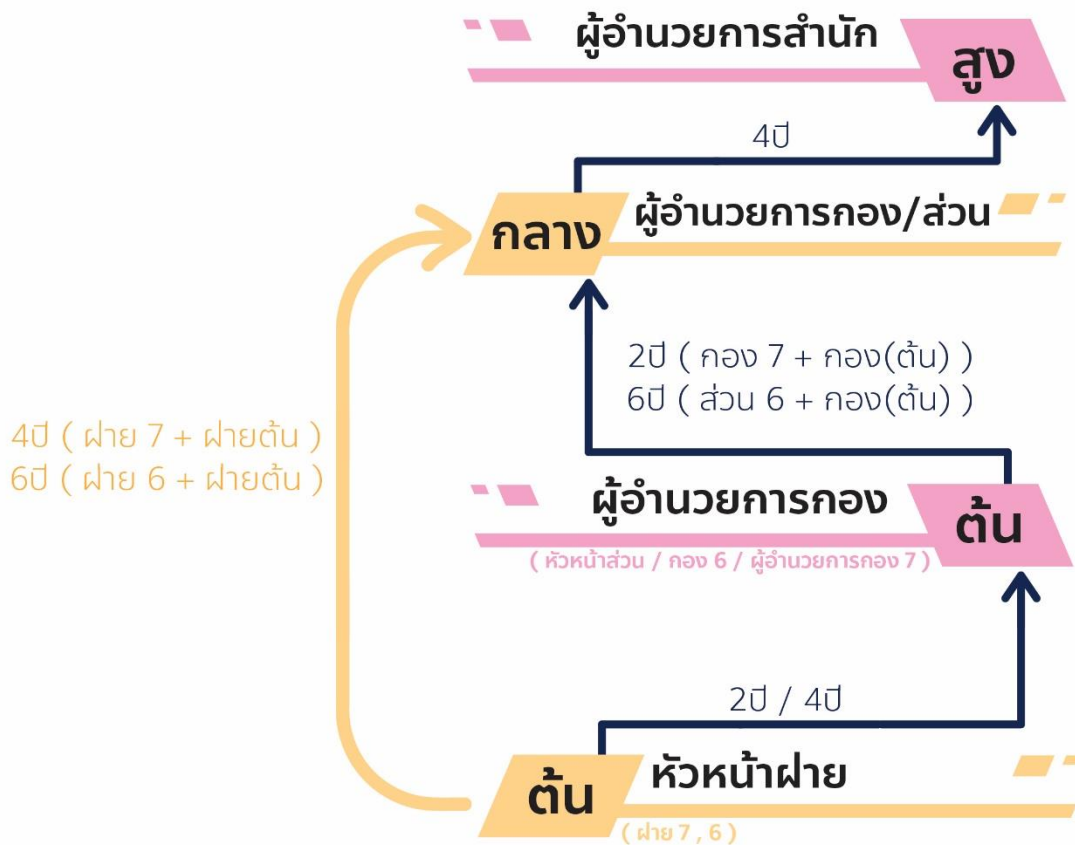 ผู้อำนวยการสำนัก
สูง
4ปี
กลาง
ผู้อำนวยการกอง/ส่วน
2ปี ( กอง 7 + กอง(ต้น) )
6ปี ( ส่วน 6 + กอง(ต้น) )
4ปี ( ฝ่าย 7 + ฝ่ายต้น )
6ปี ( ฝ่าย 6 + ฝ่ายต้น )
ผู้อำนวยการกอง
ต้น
( หัวหน้าส่วน / กอง 6 / ผู้อำนวยการกอง 7 )
2ปี / 4ปี
ต้น
หัวหน้าฝ่าย
( ฝ่าย 7 , 6 )